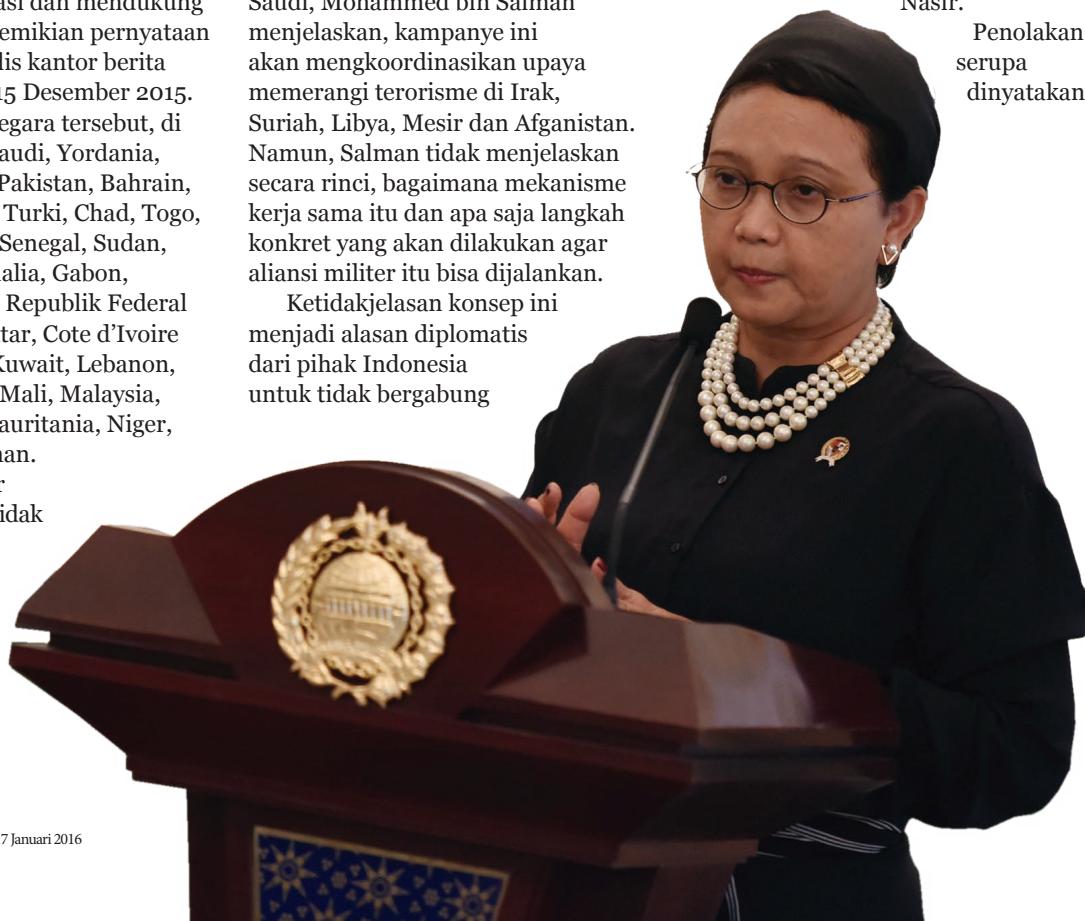 asi dan mendukung
emikian pernyataan
lis kantor berita
15 Desember 2015.
egara tersebut, di
audi, Yordania,
Pakistan, Bahrain,
Turki, Chad, Togo,
Senegal, Sudan,
alia, Gabon,
Republik Federal
tar, Cote d’Ivoire
Kuwait, Lebanon,
Mali, Malaysia,
auritania, Niger,
an.
r
idak
Saudi, Mohammed bin Salman
menjelaskan, kampanye ini
akan mengkoordinasikan upaya
memerangi terorisme di Irak,
Suriah, Libya, Mesir dan Afganistan.
Namun, Salman tidak menjelaskan
secara rinci, bagaimana mekanisme
kerja sama itu dan apa saja langkah
konkret yang akan dilakukan agar
aliansi militer itu bisa dijalankan.
Ketidakjelasan konsep ini
menjadi alasan diplomatis
dari pihak Indonesia
untuk tidak bergabung
Nasir.
Penolakan
serupa
dinyatakan
7 Januari 2016